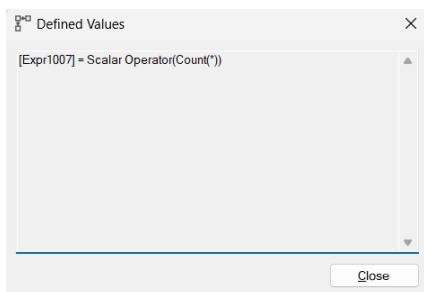 Defined Values
[Expr1007] = Scalar Operator(Count(*))
Close